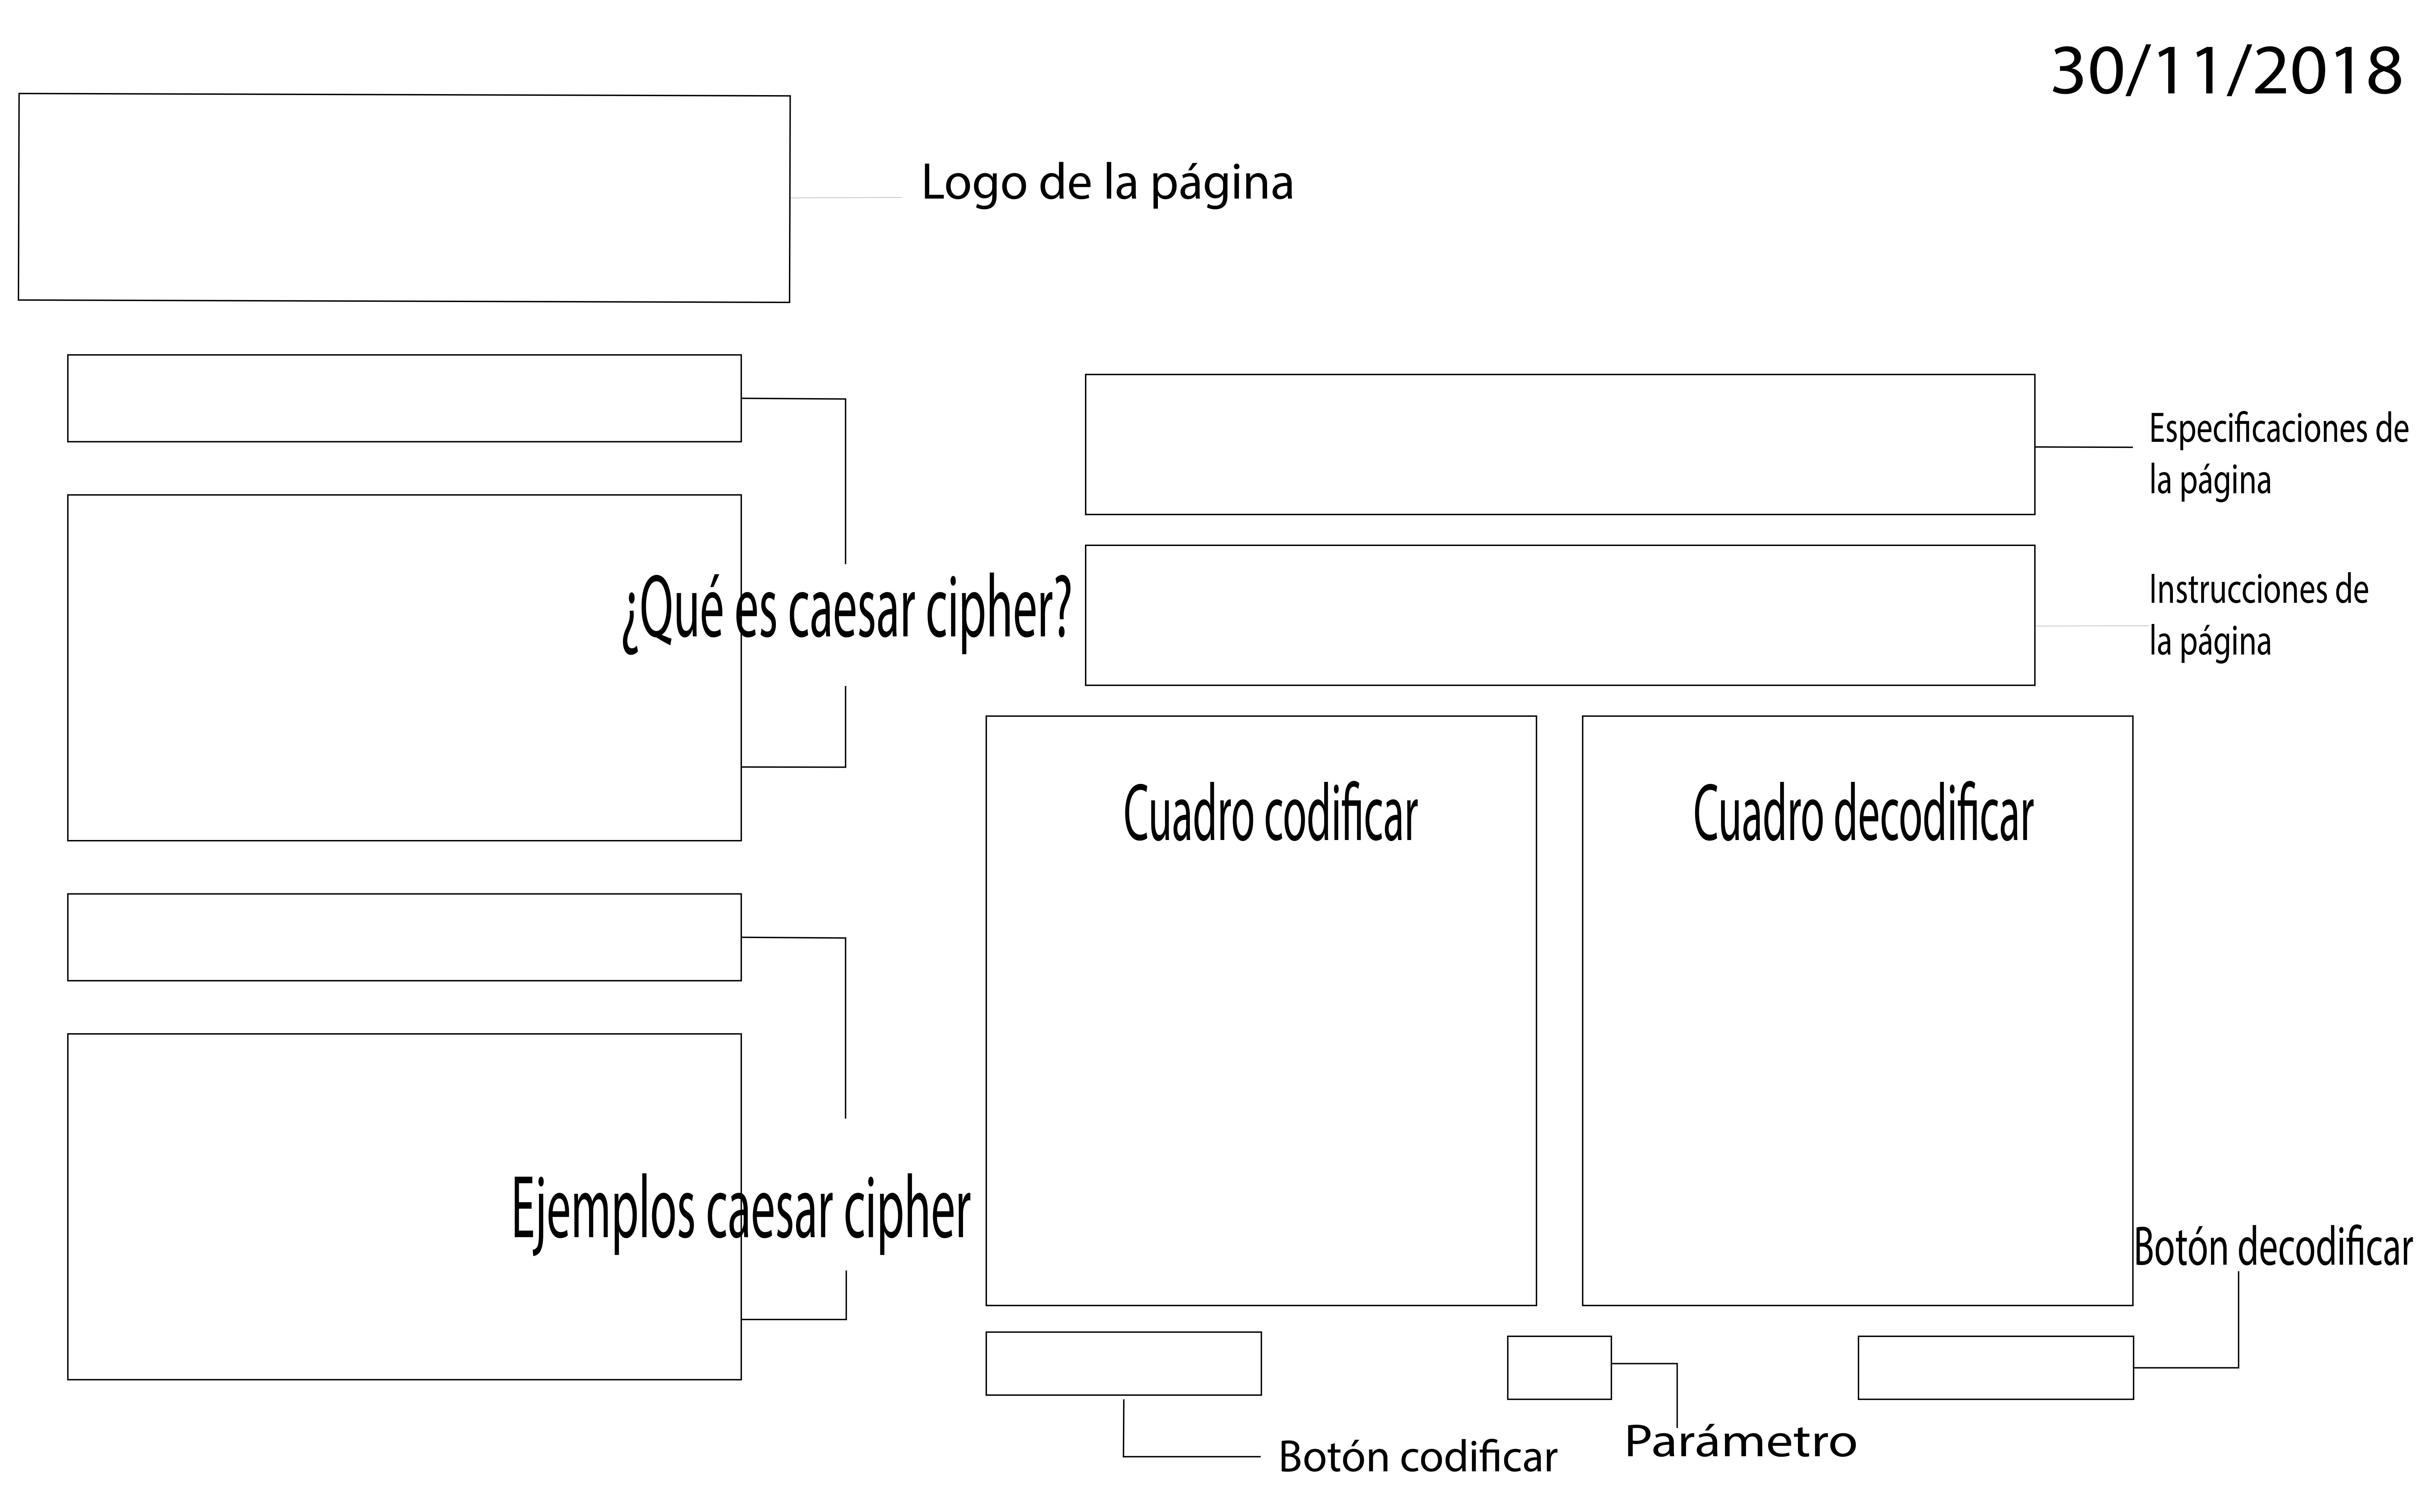 30/11/2018
Logo de la página
Especificaciones de
la página
¿Qué es caesar cipher?
Instrucciones de
la página
Cuadro codificar
Cuadro decodificar
Ejemplos caesar cipher
Botón decodificar
Botón codificar
Parámetro